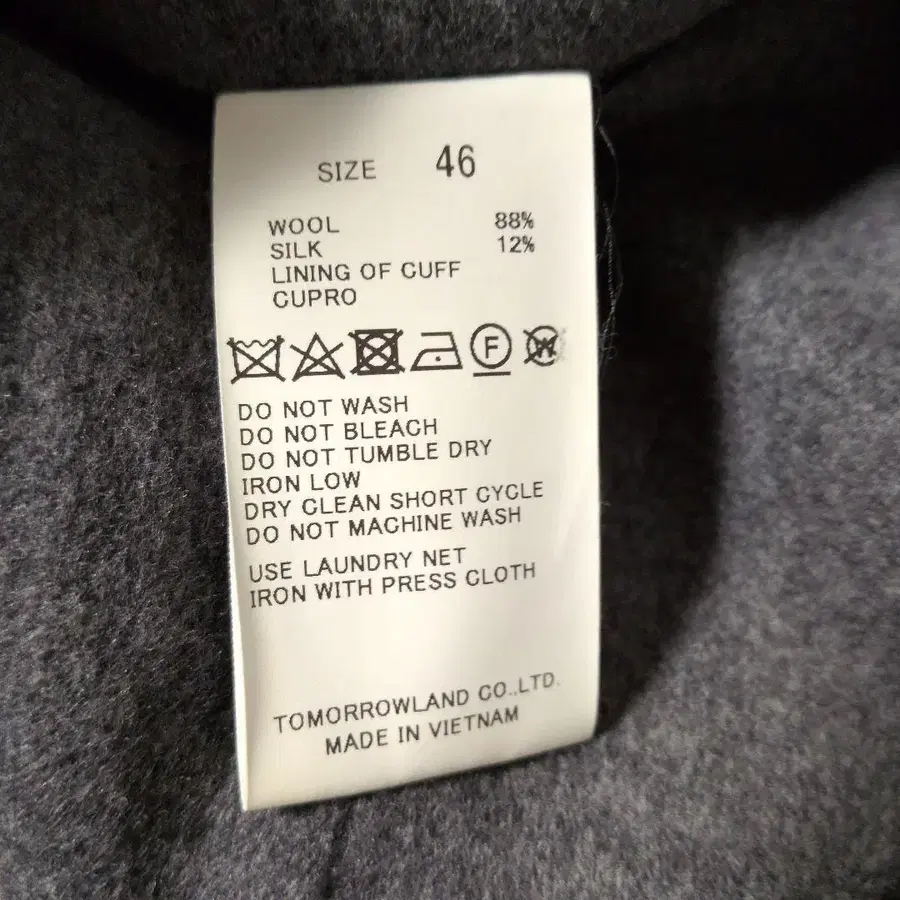 SIZE 46
WOOL 88%
SILK 12%
LINING OF CUFF
CUPRO
F W
DO NOT WASH
DO NOT BLEACH
DO NOT TUMBLE DRY
IRON LOW
DRY CLEAN SHORT CYCLE
DO NOT MACHINE WASH
USE LAUNDRY NET
IRON WITH PRESS CLOTH
TOMORROWLAND CO.,LTD.
MADE IN VIETNAM